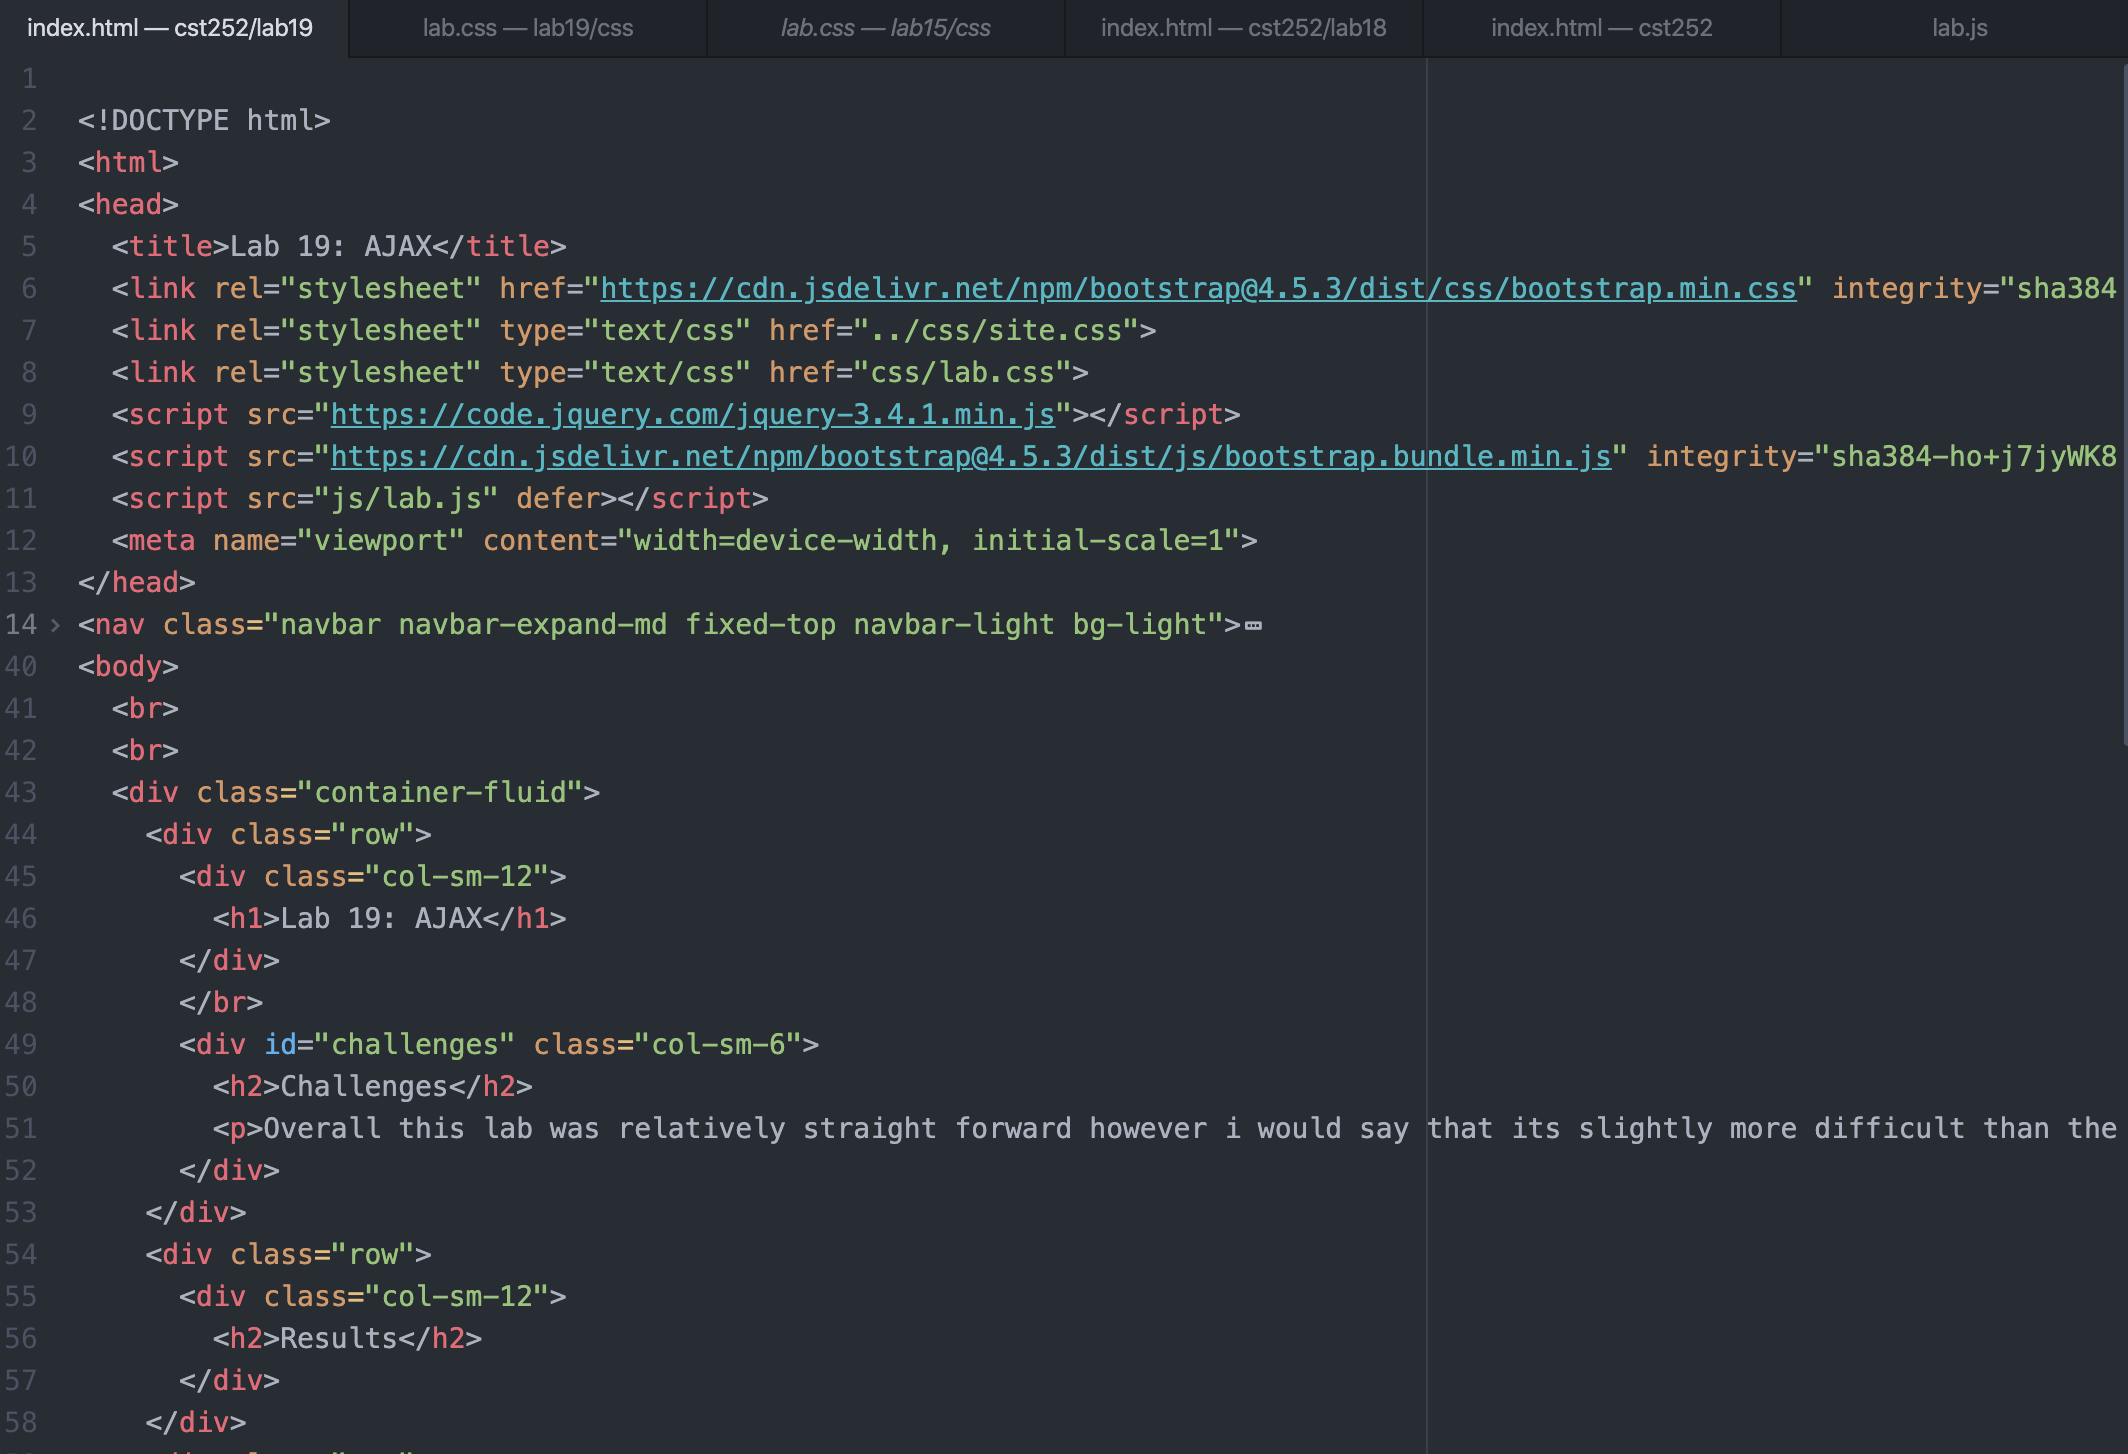 index.html — cst252/lab19 lab.css — lab19/css lab.css — lab15/css index.html — cst252/lab18 index.html — cst252 lab.js
1
2 <!DOCTYPE html>
3 <html>
4 <head>
5 <title>Lab 19: AJAX</title>
6 <link rel="stylesheet" href="https://cdn.jsdelivr.net/npm/bootstrap@4.5.3/dist/css/bootstrap.min.css" integrity="sha384
7 <link rel="stylesheet" type="text/css" href="../css/site.css">
8 <link rel="stylesheet" type="text/css" href="css/lab.css">
9 <script src="https://code.jquery.com/jquery-3.4.1.min.js"></script>
10 <script src="https://cdn.jsdelivr.net/npm/bootstrap@4.5.3/dist/js/bootstrap.bundle.min.js" integrity="sha384-ho+j7jyWK8
11 <script src="js/lab.js" defer></script>
12 <meta name="viewport" content="width=device-width, initial-scale=1">
13 </head>
14 <nav class="navbar navbar-expand-md fixed-top navbar-light bg-light">
40 <body>
41 <br>
42 <br>
43 <div class="container-fluid">
44 <div class="row">
45 <div class="col-sm-12">
46 <h1>Lab 19: AJAX</h1>
47 </div>
48 </br>
49 <div id="challenges" class="col-sm-6">
50 <h2>Challenges</h2>
51 <p>Overall this lab was relatively straight forward however i would say that its slightly more difficult than the
52 </div>
53 </div>
54 <div class="row">
55 <div class="col-sm-12">
56 <h2>Results</h2>
57 </div>
58 </div>